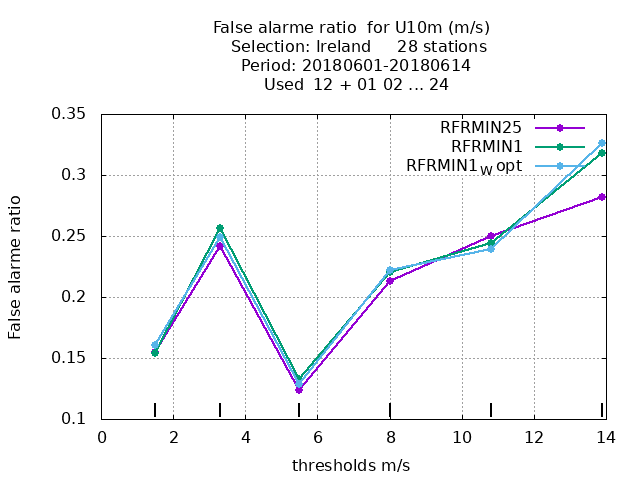 False alarme ratio  for U10m (m/s)
Selection: Ireland     28 stations
Period: 20180601-20180614
Used  12 + 01 02 ... 24
0.35
0.3
0.25
0.2
0.15
0.1
False alarme ratio
RFRMIN25
RFRMIN1
RFRMIN1W opt
0 2 4 6 8 10 12 14
thresholds m/s